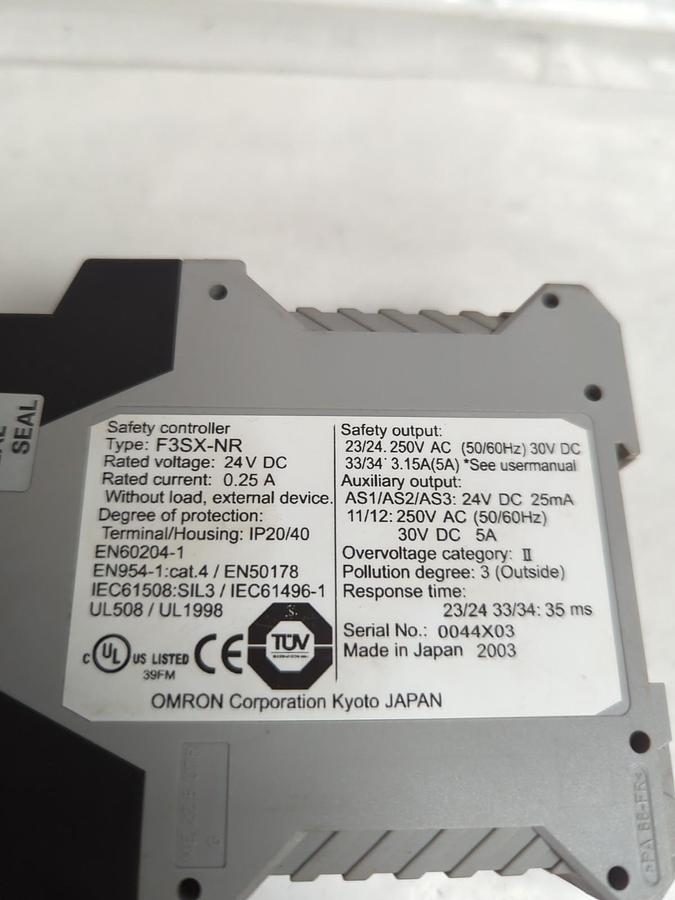 SEAL
Safety controller
Type: F3SX-NR
Rated voltage: 24V DC
Rated current: 0.25 A
Without load, external device.
Degree of protection:
Terminal/Housing: IP20/40
EN60204-1
EN954-1:cat.4 / EN50178
IEC61508:SIL3 / IEC61496-1
UL508 / UL1998
C UL US LISTED
39FM
CE
TÜV
Safety output:
23/24. 250V AC (50/60Hz) 30V DC
33/34 3.15A(5A) *See usermanual
Auxiliary output:
AS1/AS2/AS3: 24V DC 25mA
11/12: 250V AC (50/60Hz)
30V DC 5A
Overvoltage category: II
Pollution degree: 3 (Outside)
Response time:
23/24 33/34: 35 ms
Serial No.: 0044X03
Made in Japan 2003
OMRON Corporation Kyoto JAPAN
>PA 66-FR<